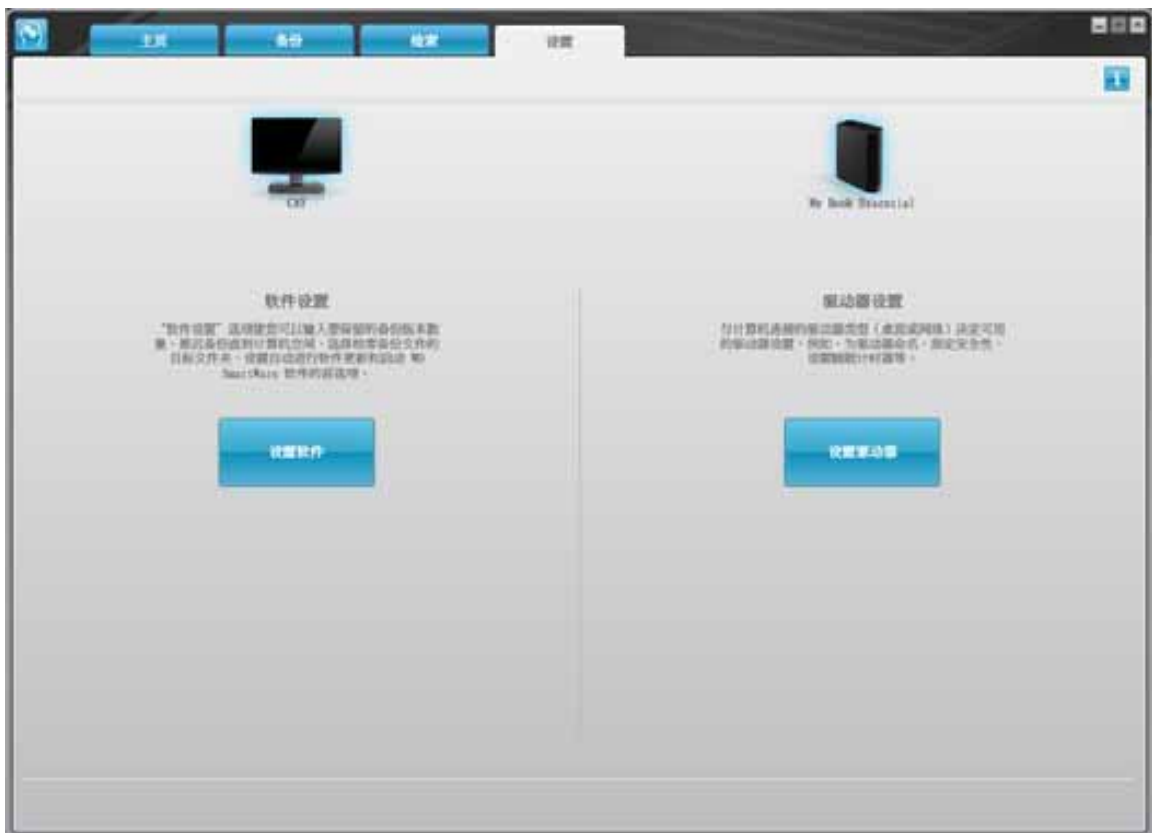 主页
备份
检索
设置
My Book Essential
软件设置
驱动器设置
“软件设置”选项使您可以输入要保留的备份版本数
量、推迟备份直到计算机空闲、选择检索备份文件的
目标文件夹、设置自动进行软件更新和启动 WD
SmartWare 软件的首选项。
与计算机连接的驱动器类型(桌面或网络)决定可用
的驱动器设置,例如,为驱动器命名、设定安全性、
设置睡眠计时器等。
设置软件
设置驱动器